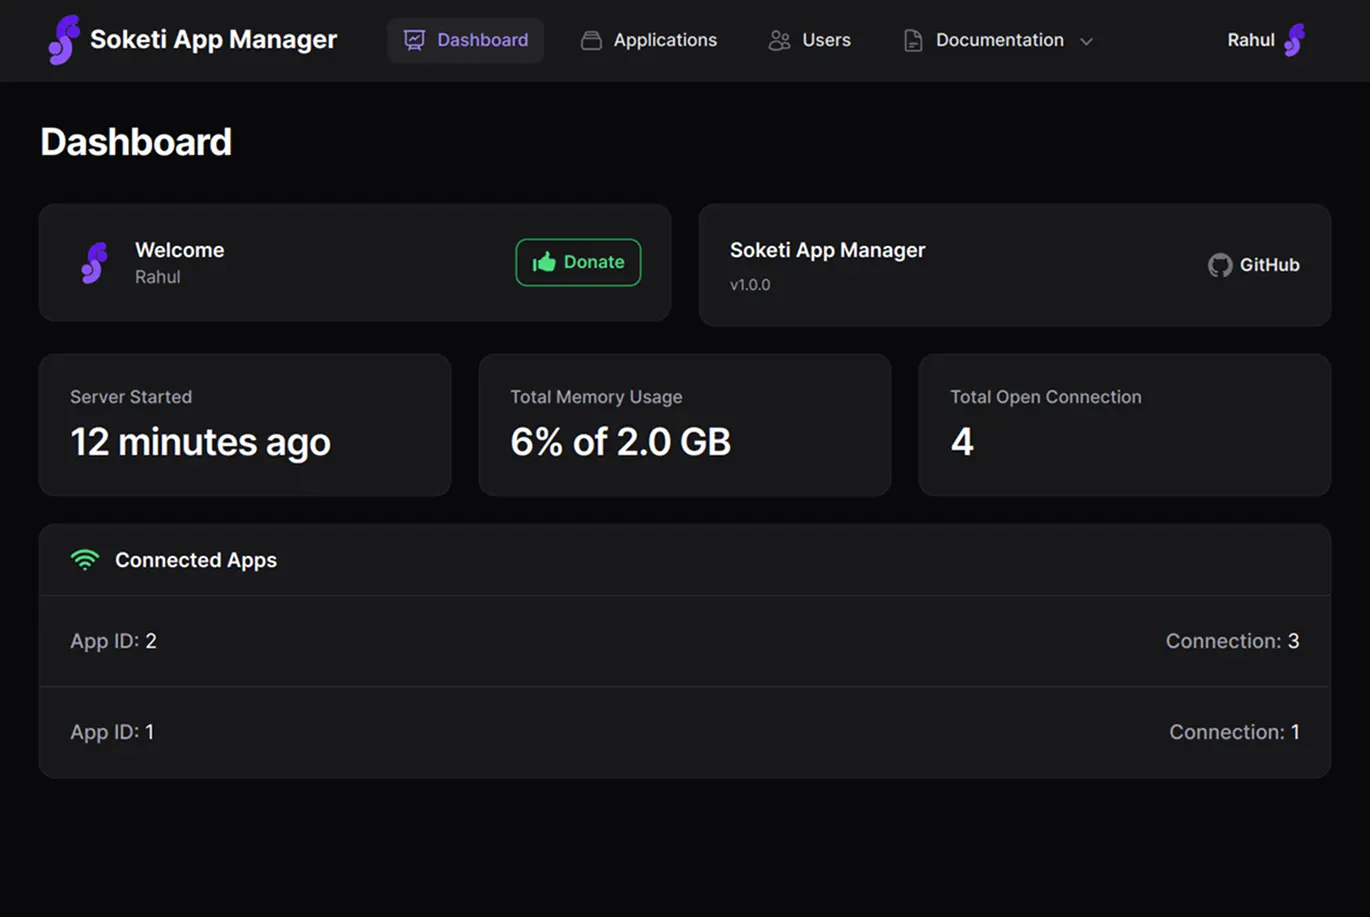 Soketi App Manager
Dashboard
Applications
Users
Documentation
Rahul
Dashboard
Welcome
Rahul
Donate
Soketi App Manager
v1.0.0
GitHub
Server Started
12 minutes ago
Total Memory Usage
6% of 2.0 GB
Total Open Connection
4
Connected Apps
App ID: 2
Connection: 3
App ID: 1
Connection: 1